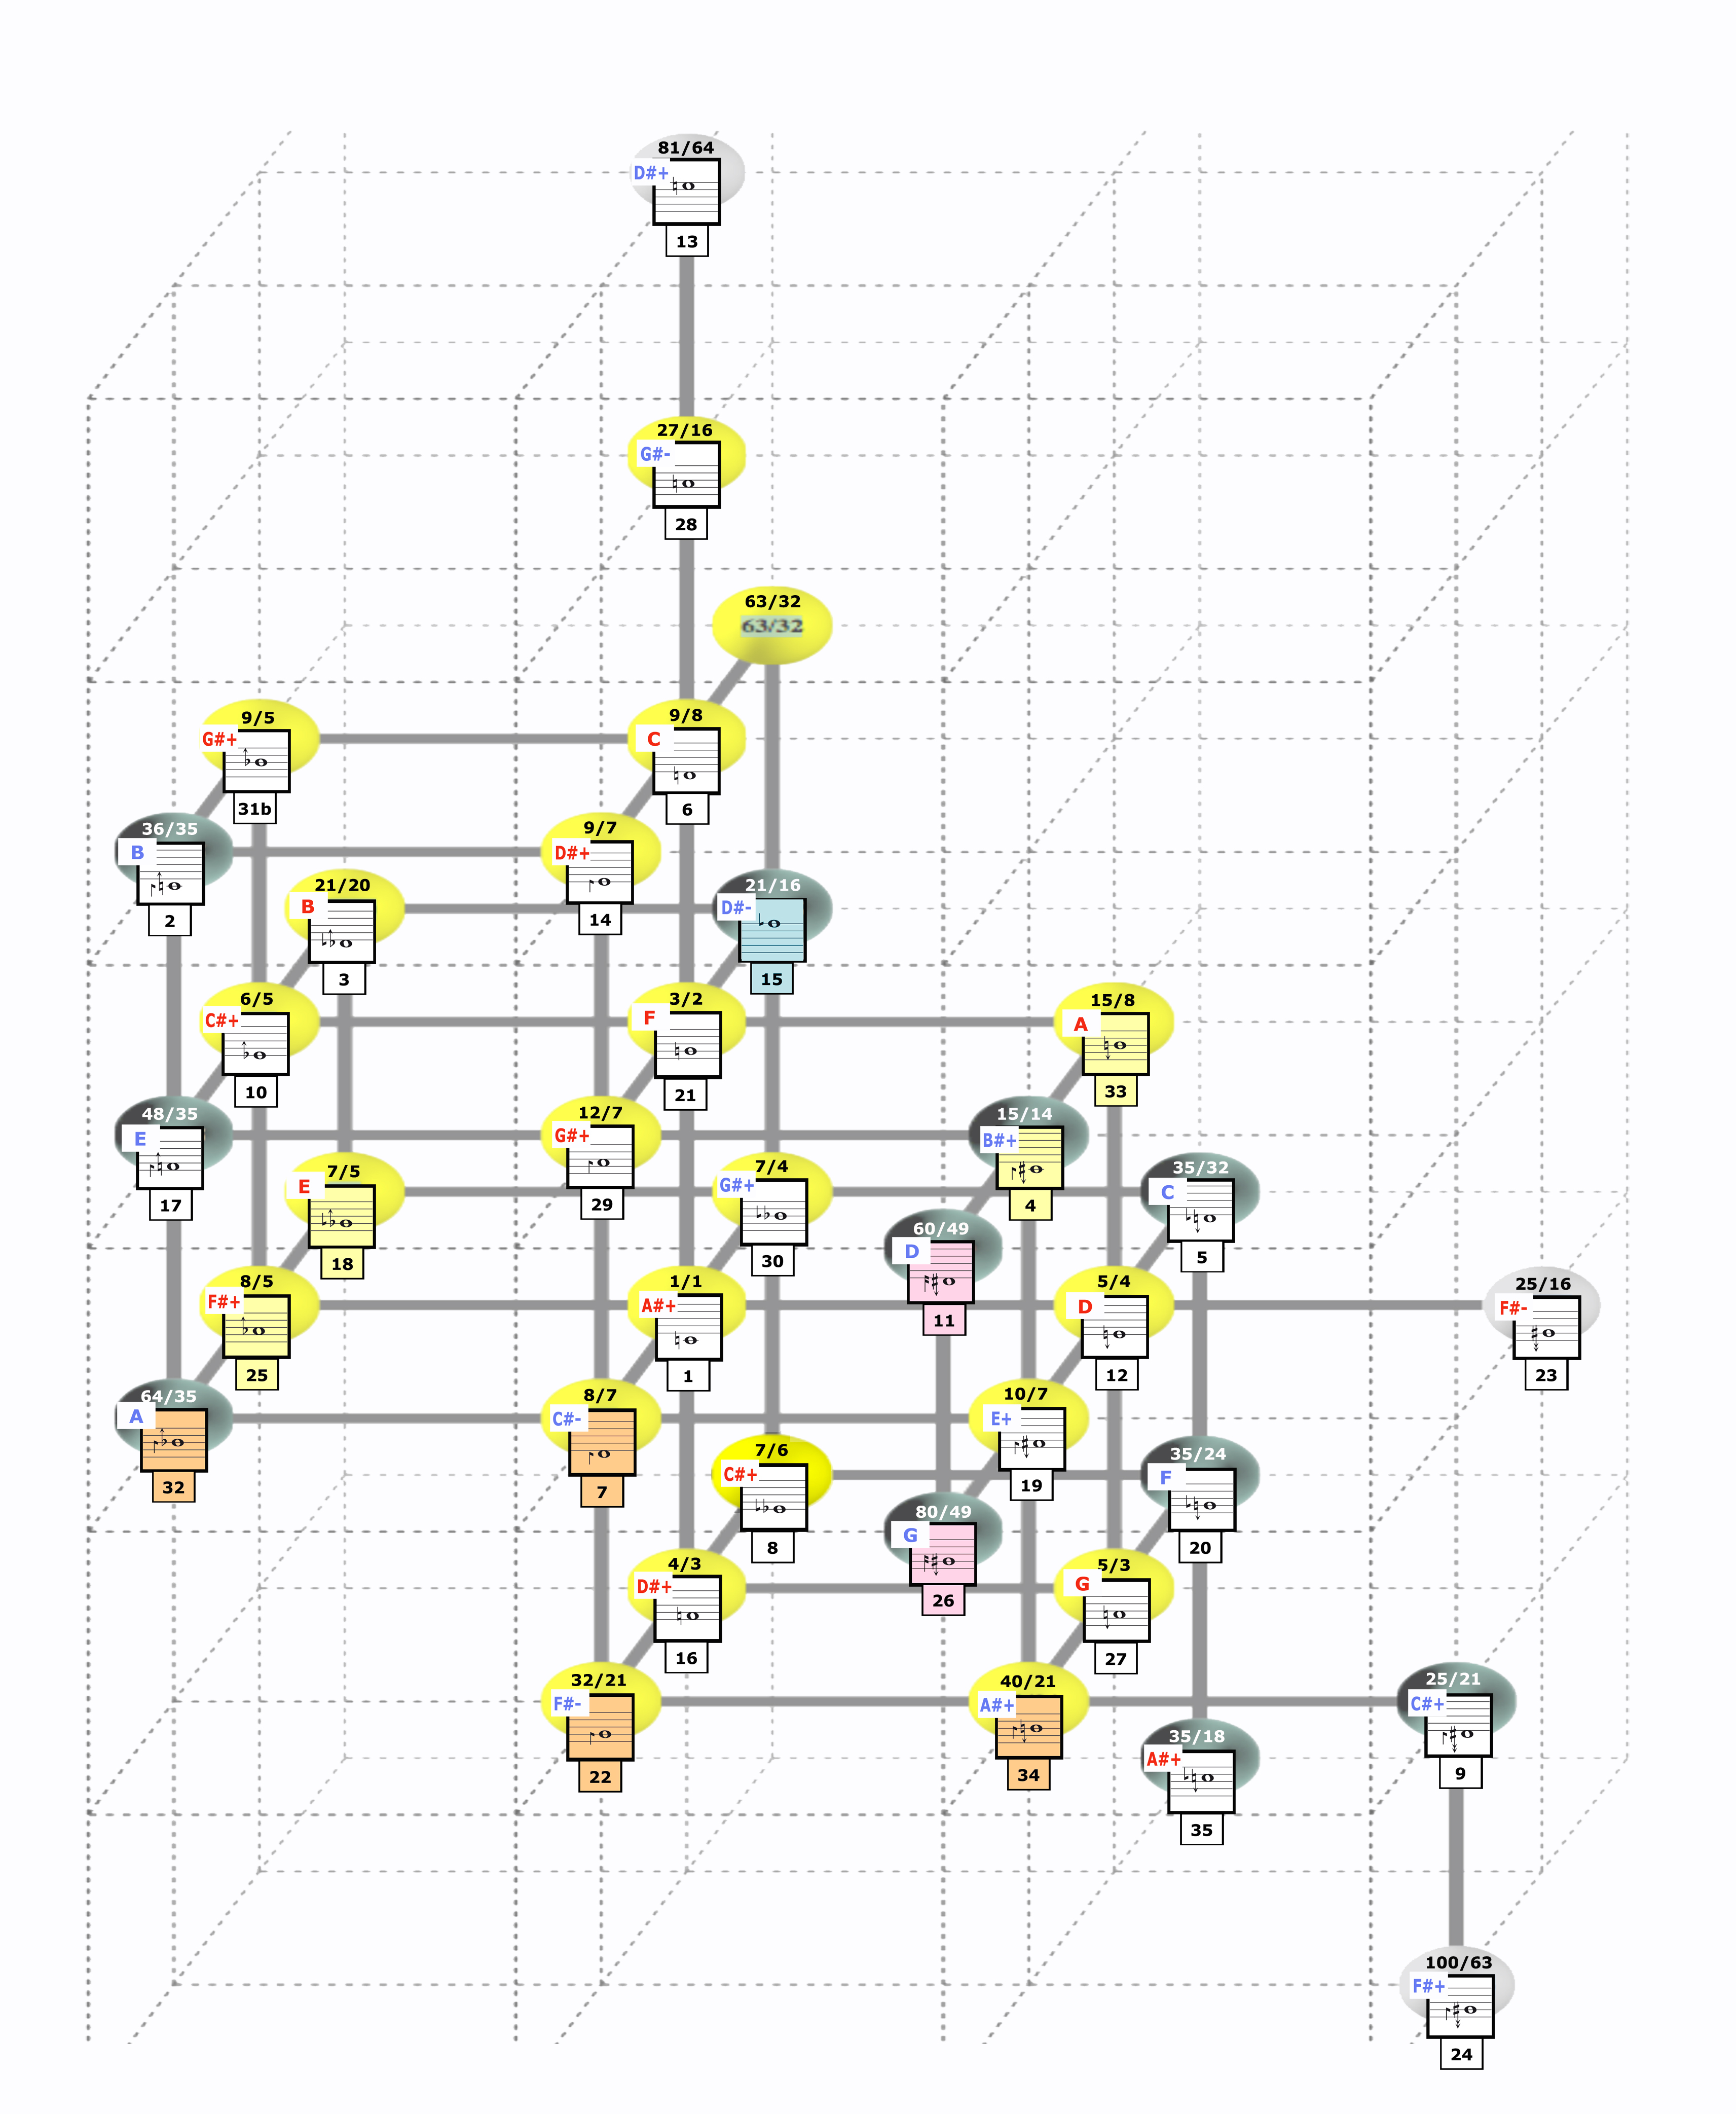 81/64
D#+
13
27/16
G#-
28
63/32
63/32
9/5
G#+
31b
9/8
C
6
36/35
B
2
9/7
D#+
14
21/20
B
3
21/16
D#-
15
6/5
C#+
10
3/2
F
21
15/8
A
33
48/35
E
17
12/7
G#+
29
15/14
B#+
4
7/5
E
18
7/4
G#+
30
35/32
C
5
60/49
D
11
8/5
F#+
25
1/1
A#+
1
5/4
D
12
25/16
F#-
23
64/35
A
32
8/7
C#-
7
10/7
E+
19
7/6
C#+
8
35/24
F
20
80/49
G
26
4/3
D#+
16
5/3
G
27
32/21
F#-
22
40/21
A#+
34
25/21
C#+
9
35/18
A#+
35
100/63
F#+
24